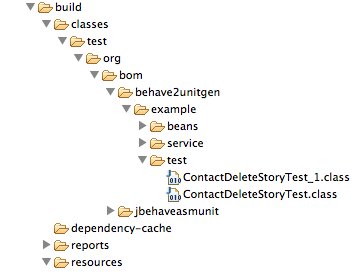 build
classes
test
org
bom
behave2unitgen
example
beans
service
test
ContactDeleteStoryTest_1.class
ContactDeleteStoryTest.class
jbehaveasmunit
dependency-cache
reports
resources